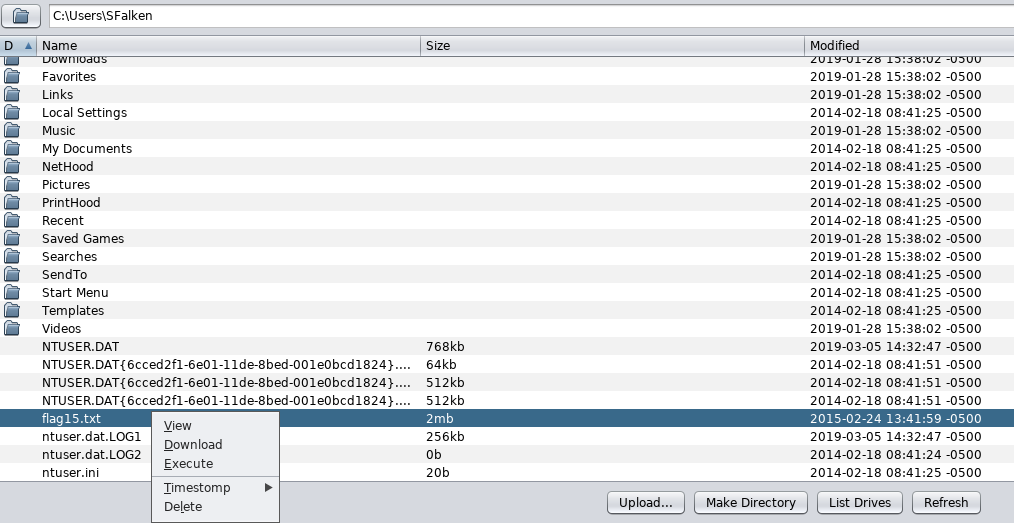 C:\Users\SFalken
D Name Size Modified
Downloads 2019-01-28 15:38:02 -0500
Favorites 2019-01-28 15:38:02 -0500
Links 2019-01-28 15:38:02 -0500
Local Settings 2014-02-18 08:41:25 -0500
Music 2019-01-28 15:38:02 -0500
My Documents 2014-02-18 08:41:25 -0500
NetHood 2014-02-18 08:41:25 -0500
Pictures 2019-01-28 15:38:02 -0500
PrintHood 2014-02-18 08:41:25 -0500
Recent 2014-02-18 08:41:25 -0500
Saved Games 2019-01-28 15:38:02 -0500
Searches 2019-01-28 15:38:02 -0500
SendTo 2014-02-18 08:41:25 -0500
Start Menu 2014-02-18 08:41:25 -0500
Templates 2014-02-18 08:41:25 -0500
Videos 2019-01-28 15:38:02 -0500
NTUSER.DAT 768kb 2019-03-05 14:32:47 -0500
NTUSER.DAT{6cced2f1-6e01-11de-8bed-001e0bcd1824}.... 64kb 2014-02-18 08:41:51 -0500
NTUSER.DAT{6cced2f1-6e01-11de-8bed-001e0bcd1824}.... 512kb 2014-02-18 08:41:51 -0500
NTUSER.DAT{6cced2f1-6e01-11de-8bed-001e0bcd1824}.... 512kb 2014-02-18 08:41:51 -0500
flag15.txt 2mb 2015-02-24 13:41:59 -0500
ntuser.dat.LOG1 256kb 2019-03-05 14:32:47 -0500
ntuser.dat.LOG2 0b 2014-02-18 08:41:24 -0500
ntuser.ini 20b 2014-02-18 08:41:25 -0500
View
Download
Execute
Timestomp
Delete
Upload... Make Directory List Drives Refresh